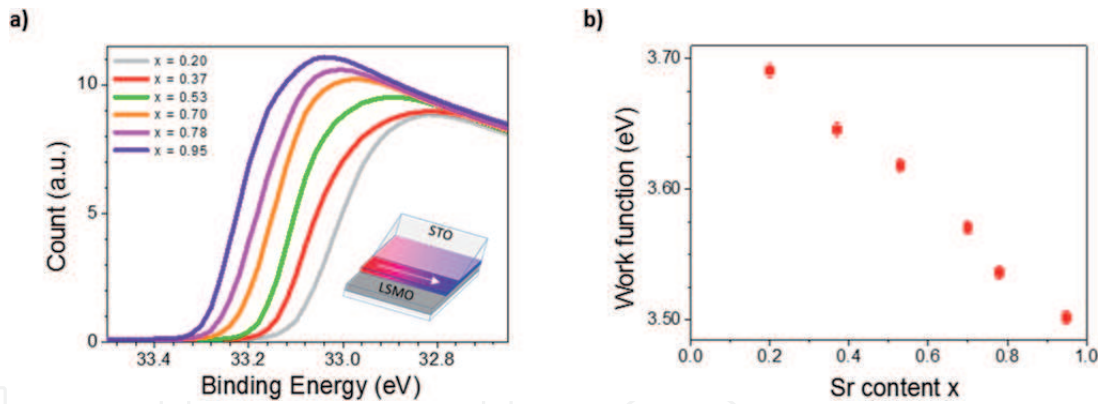 a)
x = 0.20
x = 0.37
x = 0.53
x = 0.70
x = 0.78
x = 0.95
10
5
0
Count (a.u.)
33.4 33.2 33.0 32.8
Binding Energy (eV)
STO
LSMO
b)
3.70
3.60
3.50
Work function (eV)
0.0 0.2 0.4 0.6 0.8 1.0
Sr content x